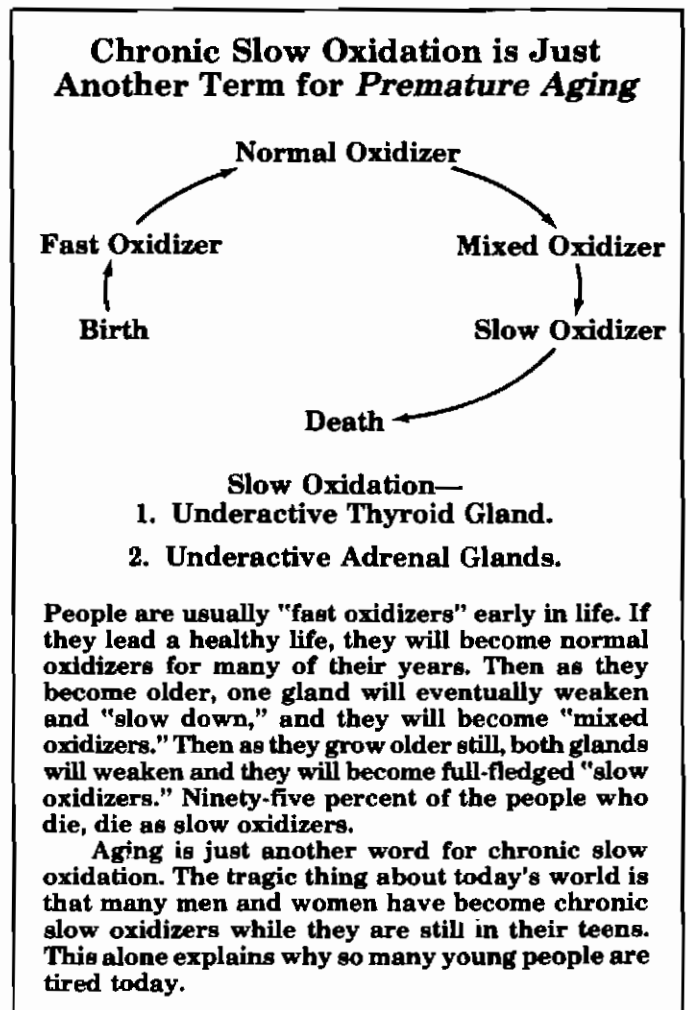 Chronic Slow Oxidation is Just
Another Term for Premature Aging
Normal Oxidizer
Fast Oxidizer
Mixed Oxidizer
Birth
Slow Oxidizer
Death
Slow Oxidation—
1. Underactive Thyroid Gland.
2. Underactive Adrenal Glands.
People are usually "fast oxidizers" early in life. If
they lead a healthy life, they will become normal
oxidizers for many of their years. Then as they
become older, one gland will eventually weaken
and "slow down," and they will become "mixed
oxidizers." Then as they grow older still, both glands
will weaken and they will become full-fledged "slow
oxidizers." Ninety-five percent of the people who
die, die as slow oxidizers.
Aging is just another word for chronic slow
oxidation. The tragic thing about today's world is
that many men and women have become chronic
slow oxidizers while they are still in their teens.
This alone explains why so many young people are
tired today.